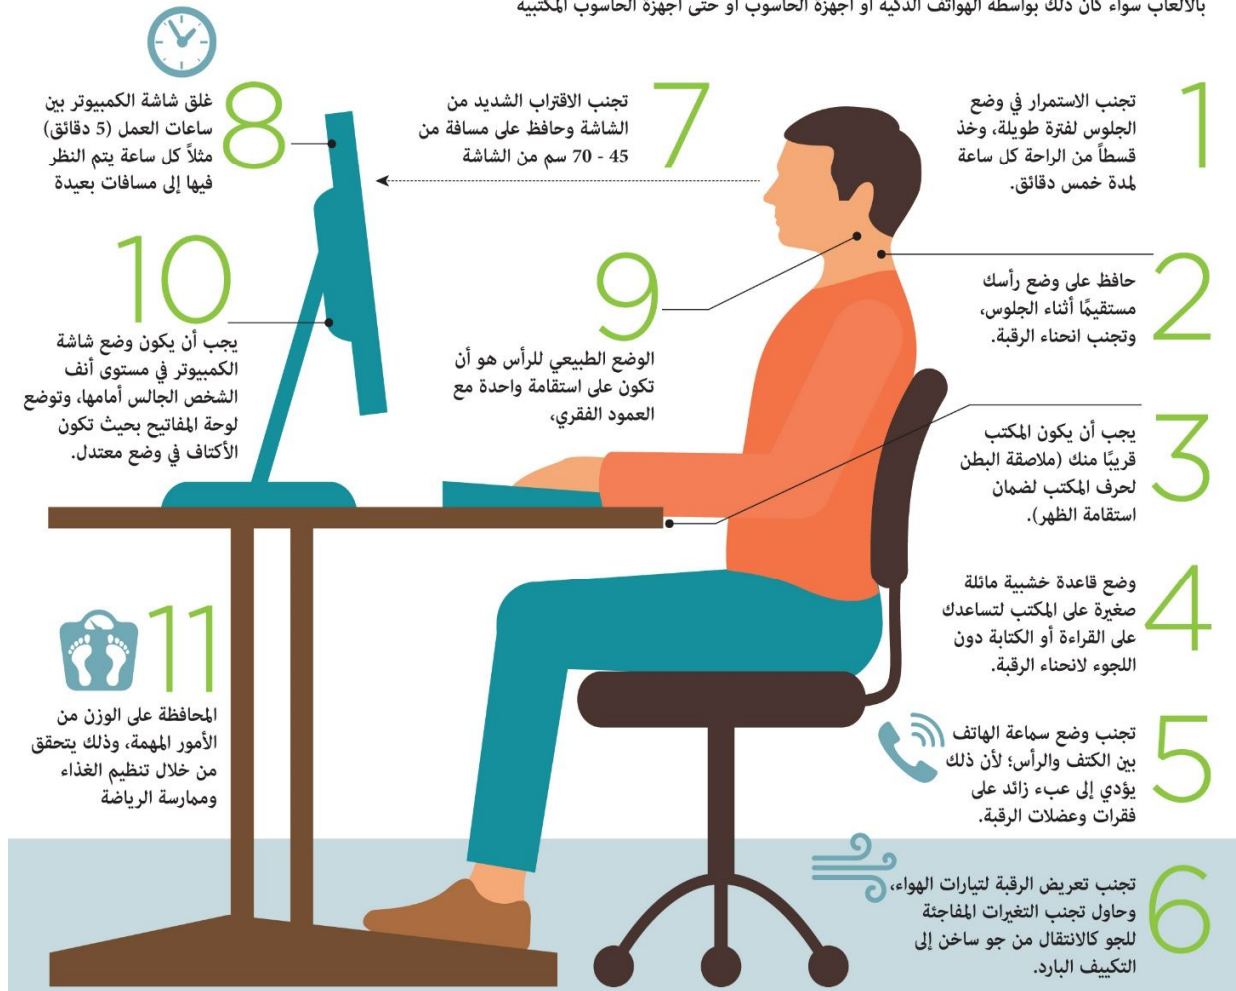 بالألعاب سواء كان ذلك بواسطة الهواتف الذكية أو أجهزة الحاسوب أو حتى أجهزة الحاسوب المكتبية
1
تجنب الاستمرار في وضع
الجلوس لفترة طويلة، وخذ
قسطاً من الراحة كل ساعة
لمدة خمس دقائق.
2
حافظ على وضع رأسك
مستقيمًا أثناء الجلوس،
وتجنب انحناء الرقبة.
3
يجب أن يكون المكتب
قريبًا منك (ملاصقة البطن
لحرف المكتب لضمان
استقامة الظهر).
4
وضع قاعدة خشبية مائلة
صغيرة على المكتب لتساعدك
على القراءة أو الكتابة دون
اللجوء لانحناء الرقبة.
5
تجنب وضع سماعة الهاتف
بين الكتف والرأس؛ لأن ذلك
يؤدي إلى عبء زائد على
فقرات وعضلات الرقبة.
6
تجنب تعريض الرقبة لتيارات الهواء،
وحاول تجنب التغيرات المفاجئة
للجو كالانتقال من جو ساخن إلى
التكييف البارد.
7
تجنب الاقتراب الشديد من
الشاشة وحافظ على مسافة من
45 - 70 سم من الشاشة
8
غلق شاشة الكمبيوتر بين
ساعات العمل (5 دقائق)
مثلاً كل ساعة يتم النظر
فيها إلى مسافات بعيدة
9
الوضع الطبيعي للرأس هو أن
تكون على استقامة واحدة مع
العمود الفقري،
10
يجب أن يكون وضع شاشة
الكمبيوتر في مستوى أنف
الشخص الجالس أمامها، وتوضع
لوحة المفاتيح بحيث تكون
الأكتاف في وضع معتدل.
11
المحافظة على الوزن من
الأمور المهمة، وذلك يتحقق
من خلال تنظيم الغذاء
وممارسة الرياضة